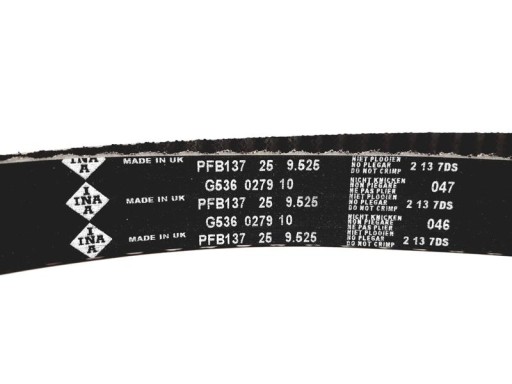 INA MADE IN UK PFB137 25 9.525 NIET PLOOIEN NO PLEGAR DO NOT CRIMP 2 13 7DS
G536 0279 10 NICHT KNICKEN NON PIEGARE NE PAS PLIER 047
INA MADE IN UK PFB137 25 9.525 NIET PLOOIEN NO PLEGAR DO NOT CRIMP 2 13 7DS
G536 0279 10 NICHT KNICKEN NON PIEGARE NE PAS PLIER 046
INA MADE IN UK PFB137 25 9.525 NIET PLOOIEN NO PLEGAR DO NOT CRIMP 2 13 7DS